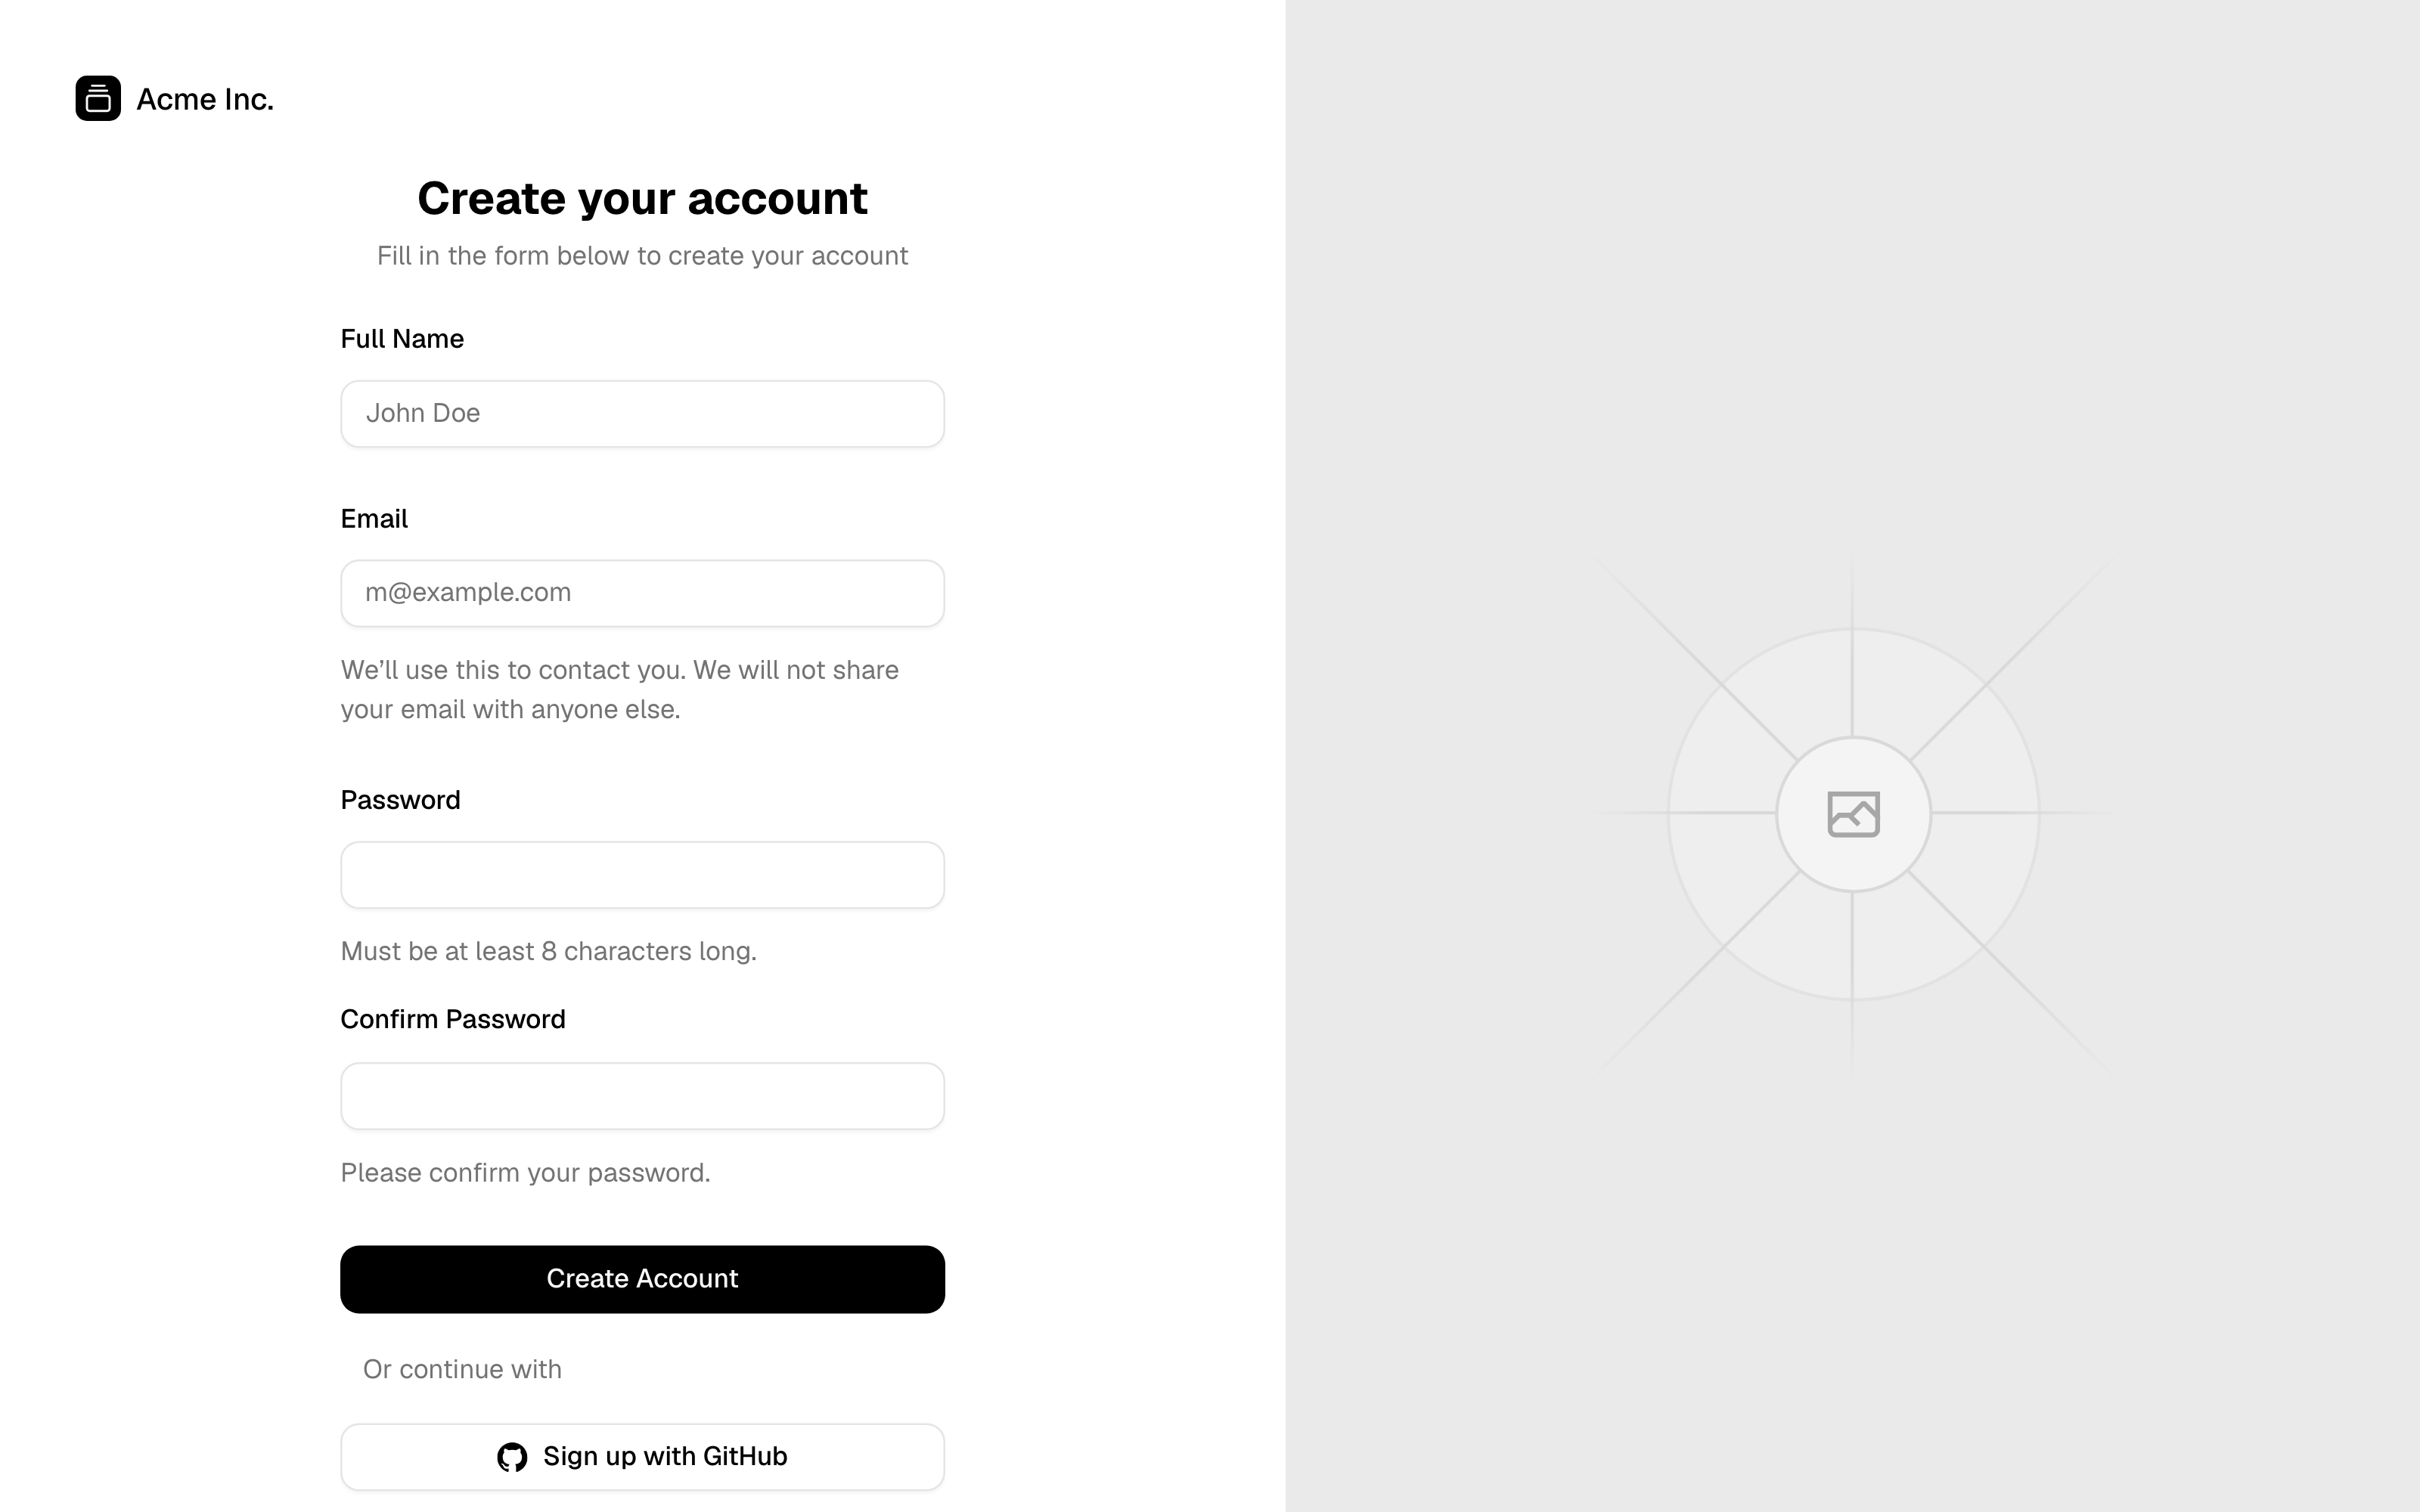 Acme Inc.
Create your account
Fill in the form below to create your account
Full Name
John Doe
Email
m@example.com
We’ll use this to contact you. We will not share
your email with anyone else.
Password
Must be at least 8 characters long.
Confirm Password
Please confirm your password.
Create Account
Or continue with
Sign up with GitHub